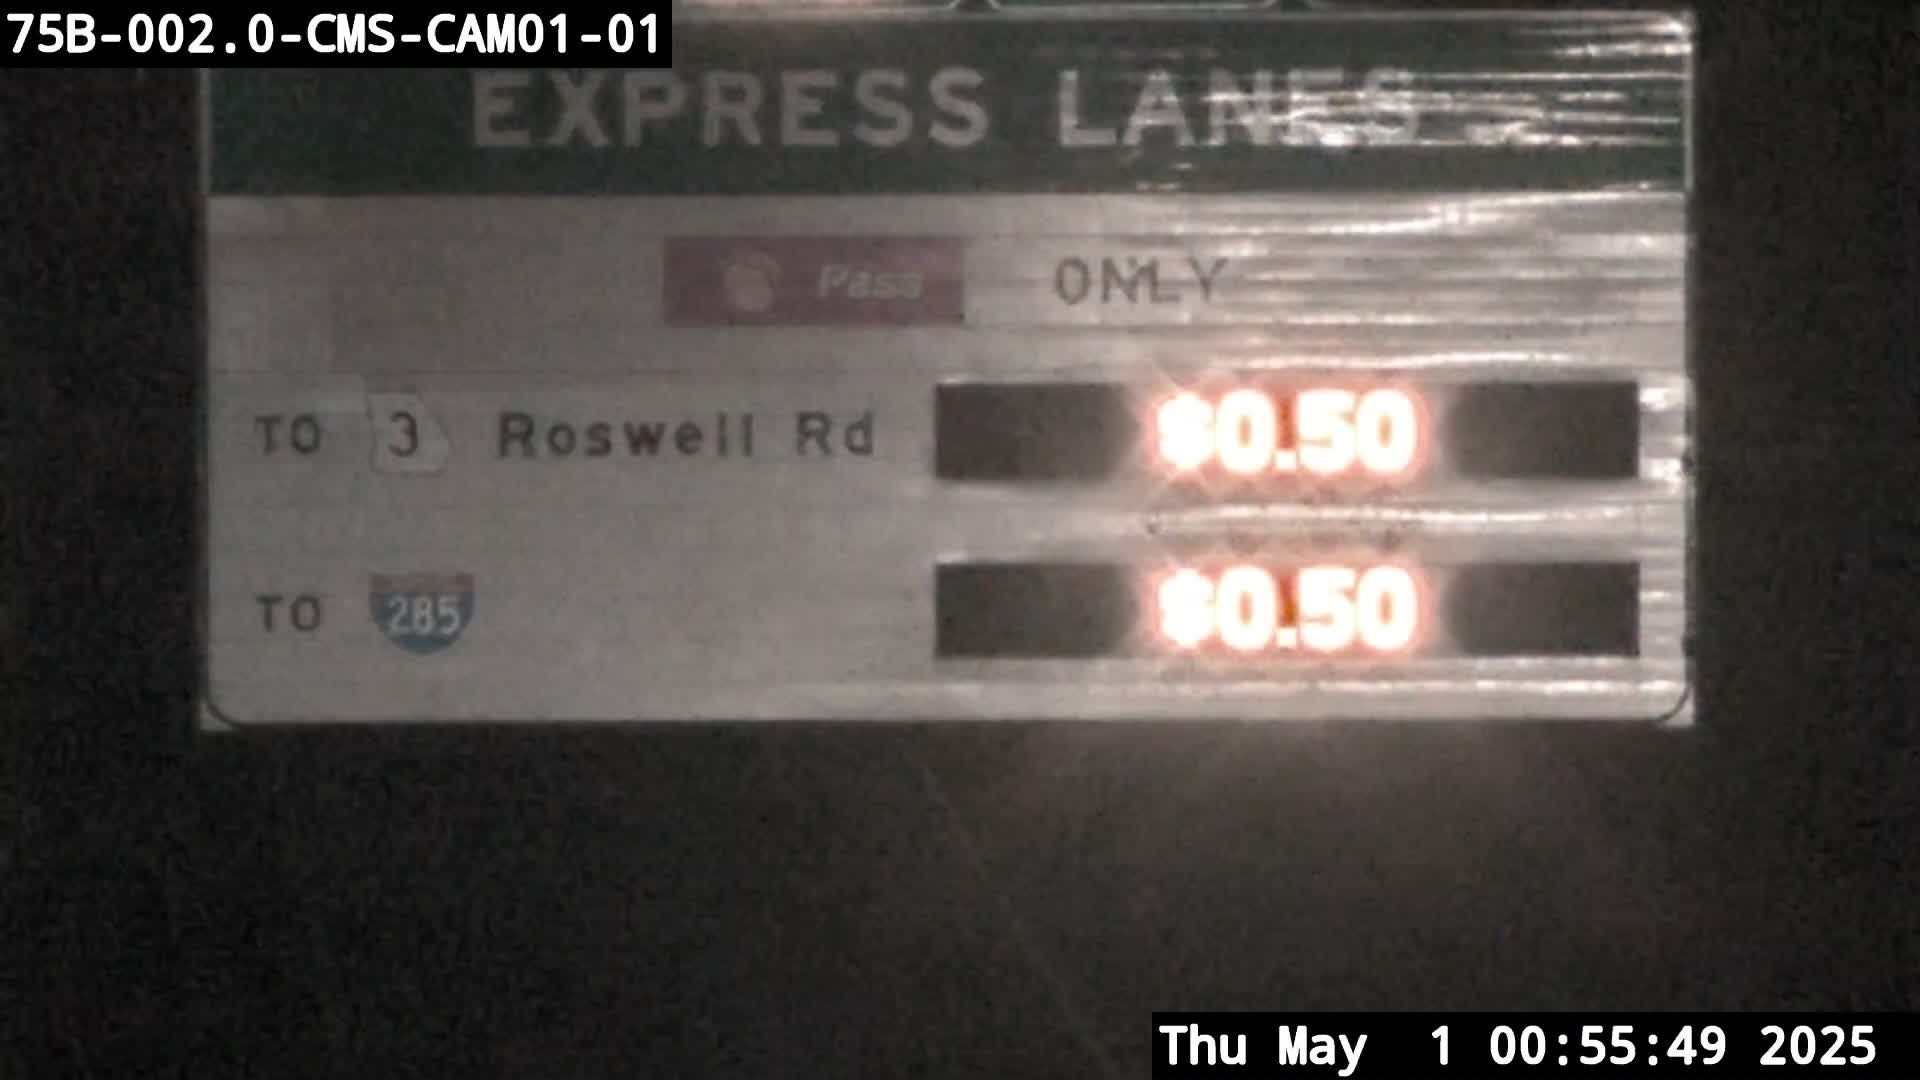 75B-002.0-CMS-CAM01-01
EXPRESS LANES
Pass ONLY
TO 3 Roswell Rd $0.50
TO 285 $0.50
Thu May 1 00:55:49 2025